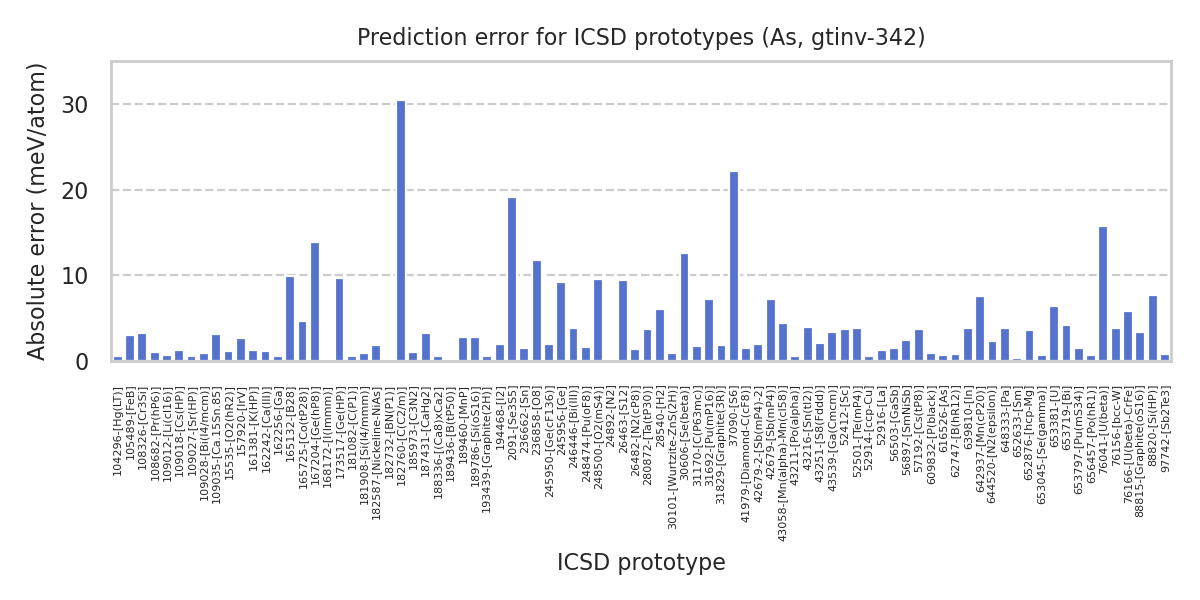 Prediction error for ICSD prototypes (As, gtinv-342)
Absolute error (meV/atom)
30
20
10
0
104296-[Hg(LT)]
105489-[FeB]
108326-[Cr3Si]
108682-[Pr(hP6)]
109012-[Li(cI16)]
109018-[Cs(HP)]
109027-[Sr(HP)]
109028-[Bi(I4/mcm)]
109035-[Ca.15Sn.85]
15535-[O2(hR2)]
157920-[IrV]
161381-[K(HP)]
162242-[Ca(III)]
162256-[Ga]
165132-[B28]
165725-[Co(tP28)]
167204-[Ge(hP8)]
168172-[I(Immm)]
173517-[Ge(HP)]
181082-[C(P1)]
181908-[Si(I4/mmm)]
182587-[Nickeline-NiAs]
182732-[BN(P1)]
182760-[C(C2/m)]
185973-[C3N2]
187431-[CaHg2]
188336-[(Ca8)xCa2]
189436-[B(tP50)]
189460-[MnP]
189786-[Si(oS16)]
193439-[Graphite(2H)]
194468-[I2]
2091-[Se3S5]
236662-[Sn]
236858-[O8]
245950-[Ge(cF136)]
245956-[Ge]
246446-[Bi(III)]
248474-[Pu(oF8)]
248500-[O2(mS4)]
24892-[N2]
26463-[S12]
26482-[N2(cP8)]
280872-[Ta(tP30)]
28540-[H2]
30101-[Wurtzite-ZnS(2H)]
30606-[Se(beta)]
31170-[C(P63mc)]
31692-[Pu(mP16)]
31829-[Graphite(3R)]
37090-[S6]
41979-[Diamond-C(cF8)]
42679-2-[Sb(mP4)-2]
42679-[Sb(mP4)]
43058-[Mn(alpha)-Mn(cI58)]
43211-[Po(alpha)]
43216-[Sn(tI2)]
43251-[S8(Fddd)]
43539-[Ga(Cmcm)]
52412-[Sc]
52501-[Te(mP4)]
52914-[ccp-Cu]
52916-[La]
56503-[GaSb]
56897-[SmNiSb]
57192-[Cs(tP8)]
609832-[P(black)]
616526-[As]
62747-[B(hR12)]
639810-[In]
642937-[Mn(cP20)]
644520-[N2(epsilon)]
648333-[Pa]
652633-[Sm]
652876-[hcp-Mg]
653045-[Se(gamma)]
653381-[U]
653719-[Bi]
653797-[Pu(mS34)]
656457-[Po(hR1)]
76041-[U(beta)]
76156-[bcc-W]
76166-[U(beta)-CrFe]
88815-[Graphite(oS16)]
88820-[Si(HP)]
97742-[Sb2Te3]
ICSD prototype